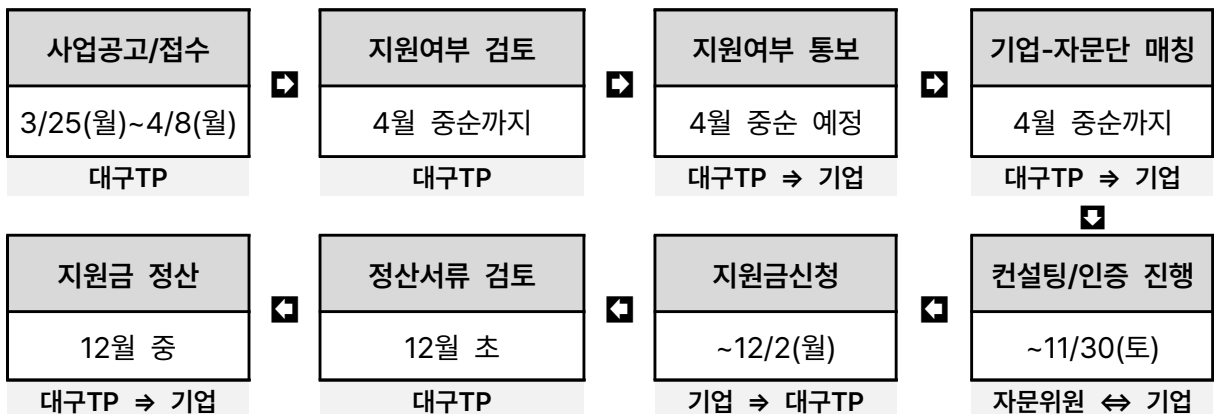 사업공고/접수 지원여부 검토 지원여부 통보 기업-자문단 매칭
3/25(월)~4/8(월) 4월 중순까지 4월 중순 예정 4월 중순까지
대구TP 대구TP 대구TP ⇒ 기업 대구TP ⇒ 기업
지원금 정산 정산서류 검토 지원금신청 컨설팅/인증 진행
12월 중 12월 초 ~12/2(월) ~11/30(토)
대구TP ⇒ 기업 대구TP 기업 ⇒ 대구TP 자문위원 ⇔ 기업